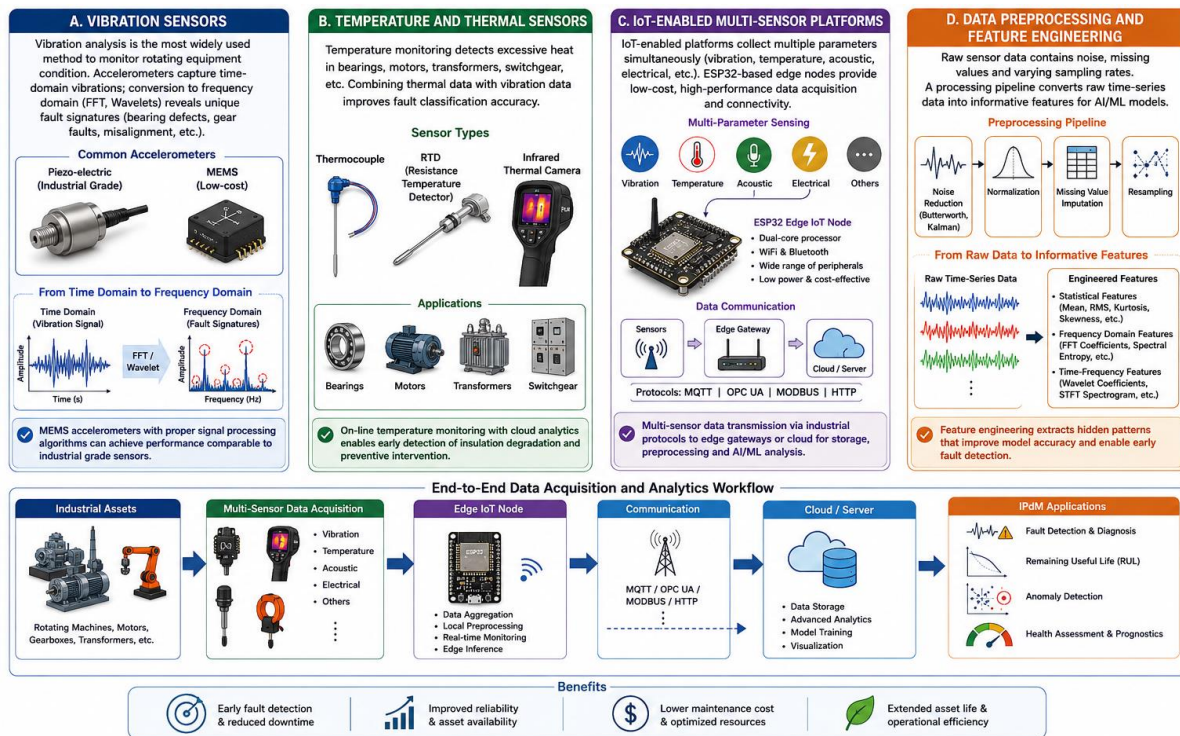 A. VIBRATION SENSORS
Vibration analysis is the most widely used
method to monitor rotating equipment
condition. Accelerometers capture time-
domain vibrations; conversion to frequency
domain (FFT, Wavelets) reveals unique
fault signatures (bearing defects, gear
faults, misalignment, etc.).
Common Accelerometers
Piezo-electric
(Industrial Grade)
MEMS
(Low-cost)
From Time Domain to Frequency Domain
Time Domain
(Vibration Signal)
Frequency Domain
(Fault Signatures)
Amplitude
FFT /
Wavelet
Amplitude
Time (s)
Frequency (Hz)
MEMS accelerometers with proper signal processing
algorithms can achieve performance comparable to
industrial grade sensors.
B. TEMPERATURE AND THERMAL SENSORS
Temperature monitoring detects excessive heat
in bearings, motors, transformers, switchgear,
etc. Combining thermal data with vibration data
improves fault classification accuracy.
Sensor Types
Thermocouple
RTD
(Resistance
Temperature
Detector)
Infrared
Thermal Camera
Applications
Bearings
Motors
Transformers
Switchgear
On-line temperature monitoring with cloud analytics
enables early detection of insulation degradation and
preventive intervention.
C. IoT-ENABLED MULTI-SENSOR PLATFORMS
IoT-enabled platforms collect multiple parameters
simultaneously (vibration, temperature, acoustic,
electrical, etc.). ESP32-based edge nodes provide
low-cost, high-performance data acquisition
and connectivity.
Multi-Parameter Sensing
Vibration
Temperature
Acoustic
Electrical
Others
ESP32 Edge IoT Node
• Dual-core processor
• WiFi & Bluetooth
• Wide range of peripherals
• Low power & cost-effective
Data Communication
Sensors
Edge Gateway
Cloud / Server
Protocols: MQTT | OPC UA | MODBUS | HTTP
Multi-sensor data transmission via industrial
protocols to edge gateways or cloud for storage,
preprocessing and AI/ML analysis.
D. DATA PREPROCESSING AND
FEATURE ENGINEERING
Raw sensor data contains noise, missing
values and varying sampling rates.
A processing pipeline converts raw time-series
data into informative features for AI/ML models.
Preprocessing Pipeline
Noise
Reduction
(Butterworth,
Kalman)
Normalization
Missing Value
Imputation
Resampling
From Raw Data to Informative Features
Raw Time-Series Data
Engineered Features
• Statistical Features
(Mean, RMS, Kurtosis,
Skewness, etc.)
• Frequency Domain Features
(FFT Coefficients, Spectral
Entropy, etc.)
• Time-Frequency Features
(Wavelet Coefficients,
STFT Spectrogram, etc.)
Feature engineering extracts hidden patterns
that improve model accuracy and enable early
fault detection.
End-to-End Data Acquisition and Analytics Workflow
Industrial Assets
Rotating Machines, Motors,
Gearboxes, Transformers, etc.
Multi-Sensor Data Acquisition
• Vibration
• Temperature
• Acoustic
• Electrical
• Others
Edge IoT Node
ESP32
• Data Aggregation
• Local Preprocessing
• Real-time Monitoring
• Edge Inference
Communication
MQTT / OPC UA /
MODBUS / HTTP
Cloud / Server
• Data Storage
• Advanced Analytics
• Model Training
• Visualization
IPdM Applications
Fault Detection & Diagnosis
Remaining Useful Life (RUL)
Anomaly Detection
Health Assessment & Prognostics
Benefits
Early fault detection
& reduced downtime
Improved reliability
& asset availability
Lower maintenance cost
& optimized resources
Extended asset life &
operational efficiency